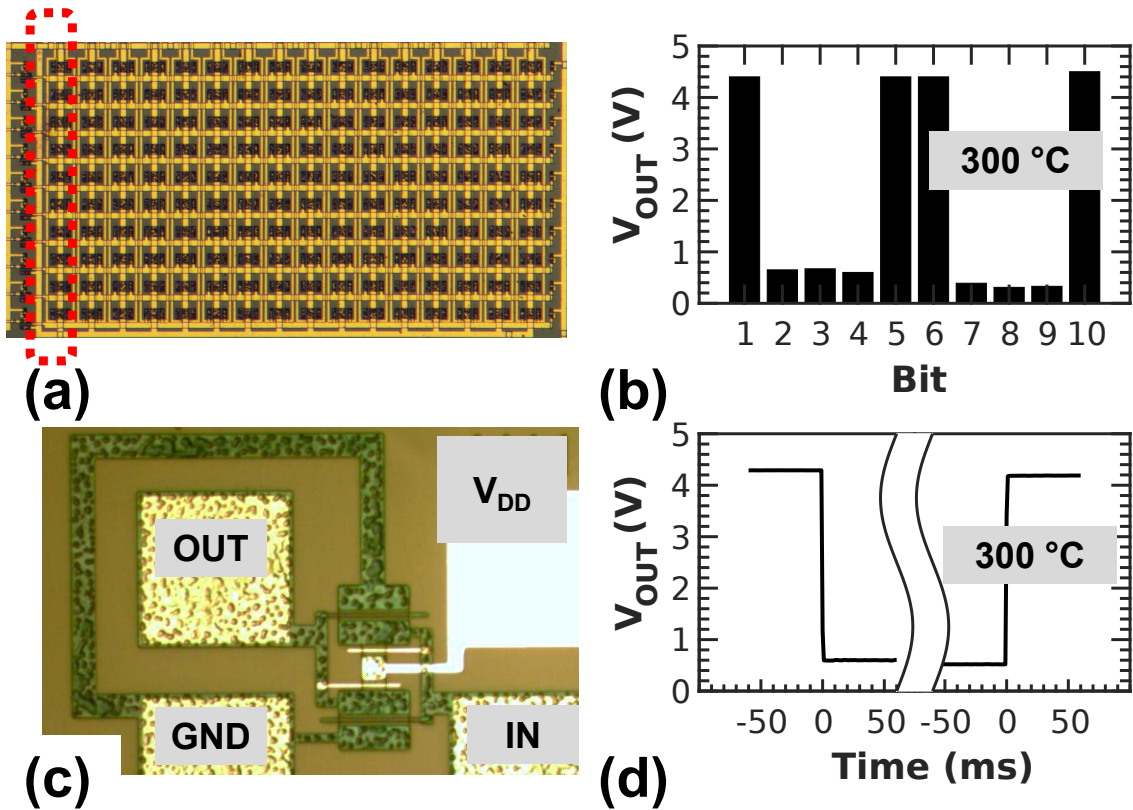 (a)
5
4
3
2
1
0
V_OUT (V)
300 °C
1 2 3 4 5 6 7 8 9 10
Bit
(b)
V_DD
OUT
GND
IN
(c)
5
4
3
2
1
0
V_OUT (V)
300 °C
-50 0 50 -50 0 50
Time (ms)
(d)